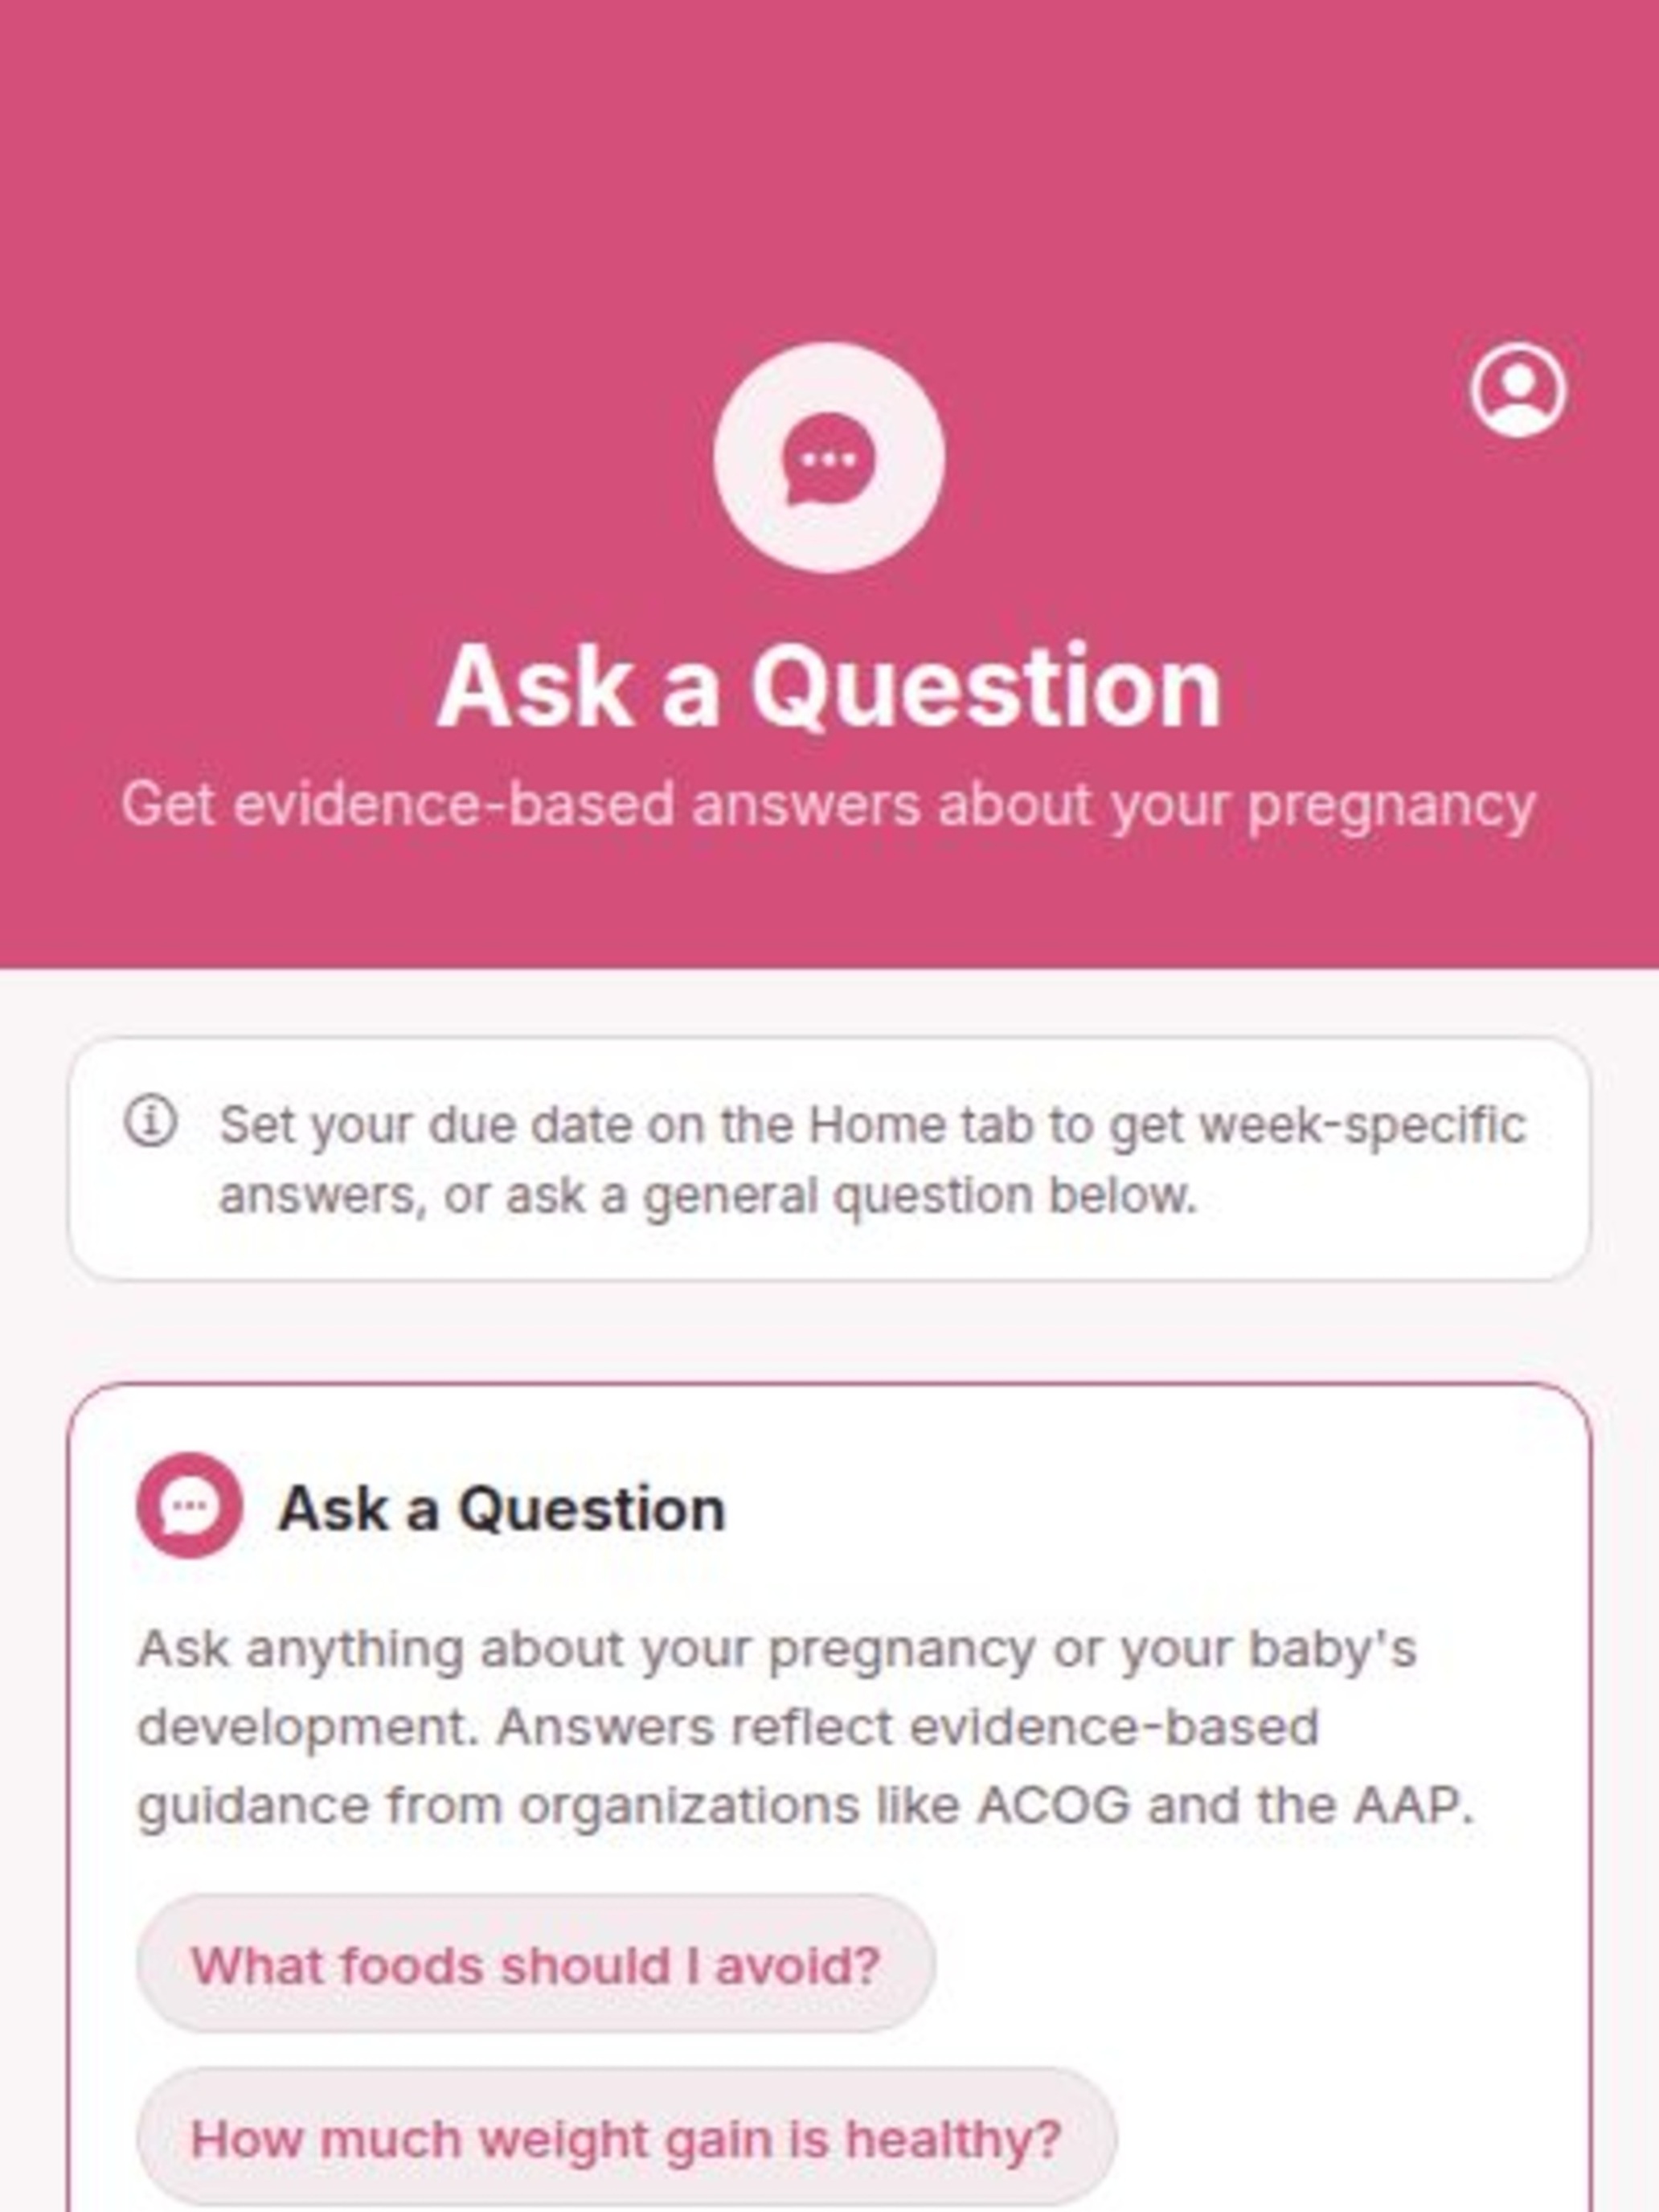 Ask a Question
Get evidence-based answers about your pregnancy
Set your due date on the Home tab to get week-specific
answers, or ask a general question below.
Ask a Question
Ask anything about your pregnancy or your baby's
development. Answers reflect evidence-based
guidance from organizations like ACOG and the AAP.
What foods should I avoid?
How much weight gain is healthy?